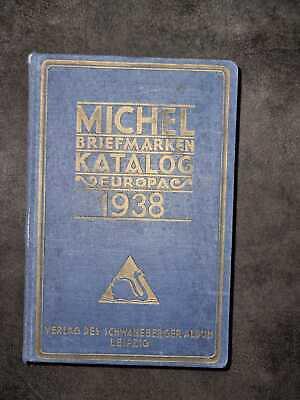 MICHEL
BRIEFMARKEN
KATALOG
EUROPA
1938
VERLAG DES SCHWANEBERGER ALBUM
LEIPZIG